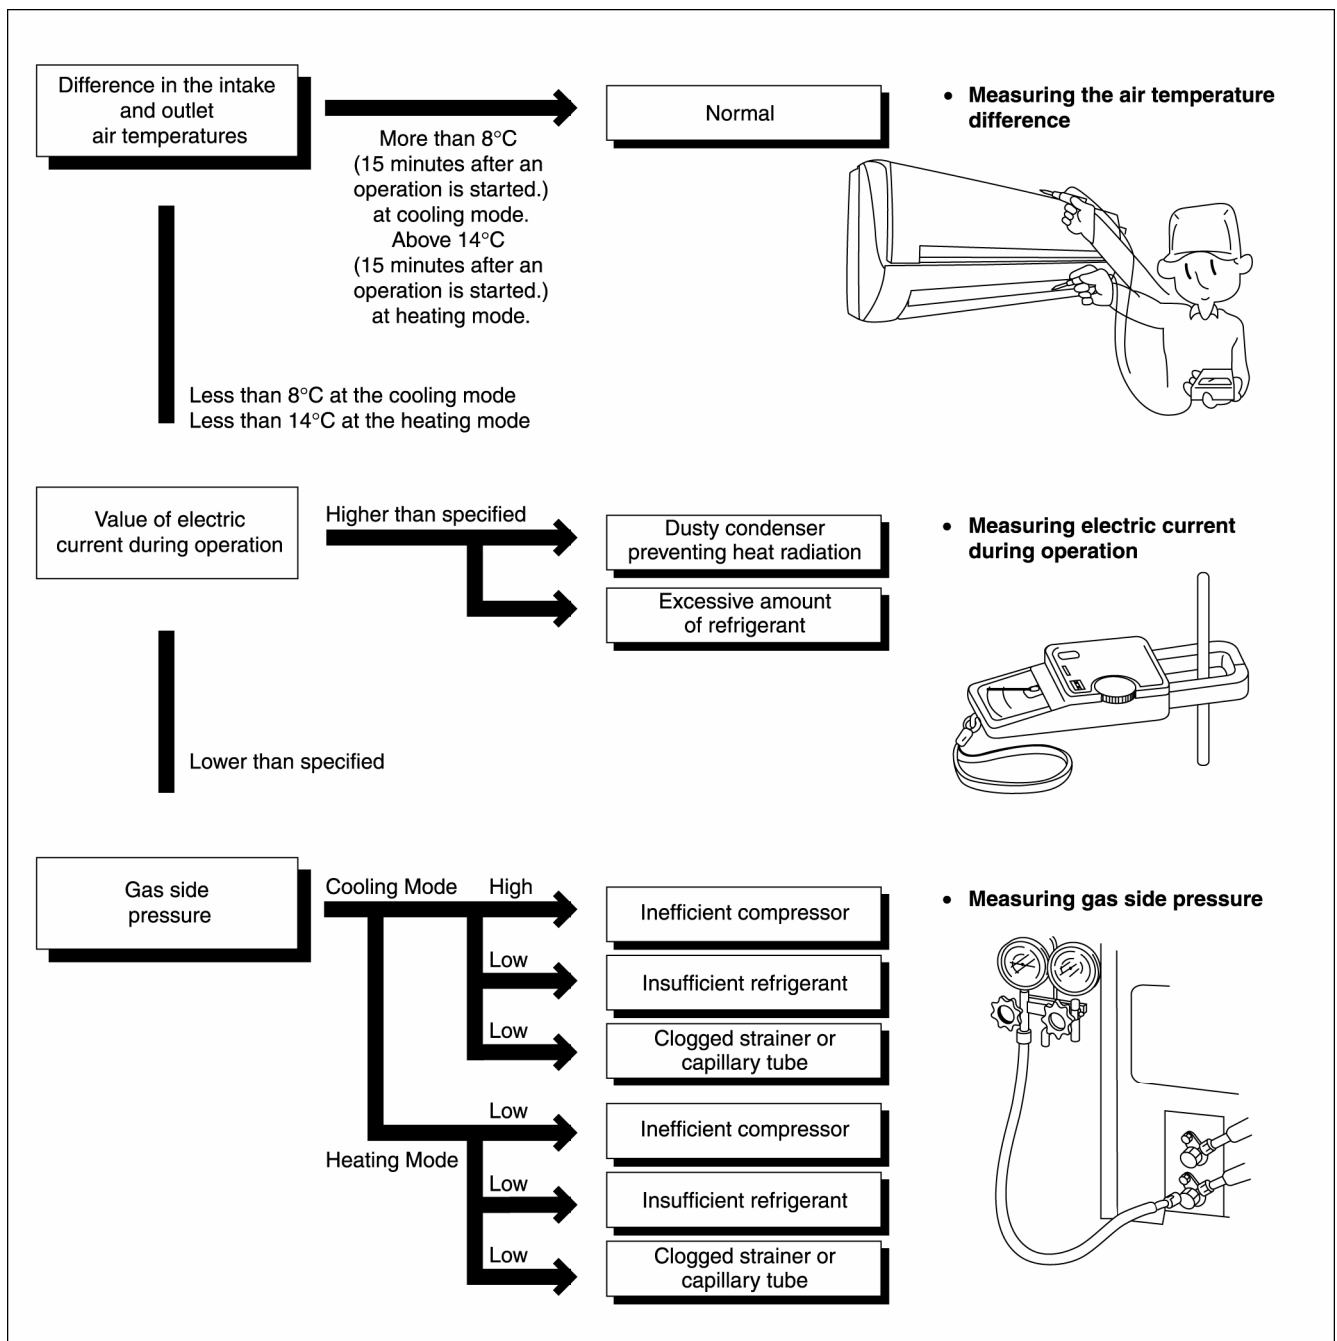 Difference in the intake
and outlet
air temperatures
More than 8°C
(15 minutes after an
operation is started.)
at cooling mode.
Above 14°C
(15 minutes after an
operation is started.)
at heating mode.
Normal
• Measuring the air temperature
difference
Less than 8°C at the cooling mode
Less than 14°C at the heating mode
Value of electric
current during operation
Higher than specified
Dusty condenser
preventing heat radiation
Excessive amount
of refrigerant
• Measuring electric current
during operation
Lower than specified
Gas side
pressure
Cooling Mode
High
Inefficient compressor
Low
Insufficient refrigerant
Low
Clogged strainer or
capillary tube
Heating Mode
Low
Inefficient compressor
Low
Insufficient refrigerant
Low
Clogged strainer or
capillary tube
• Measuring gas side pressure